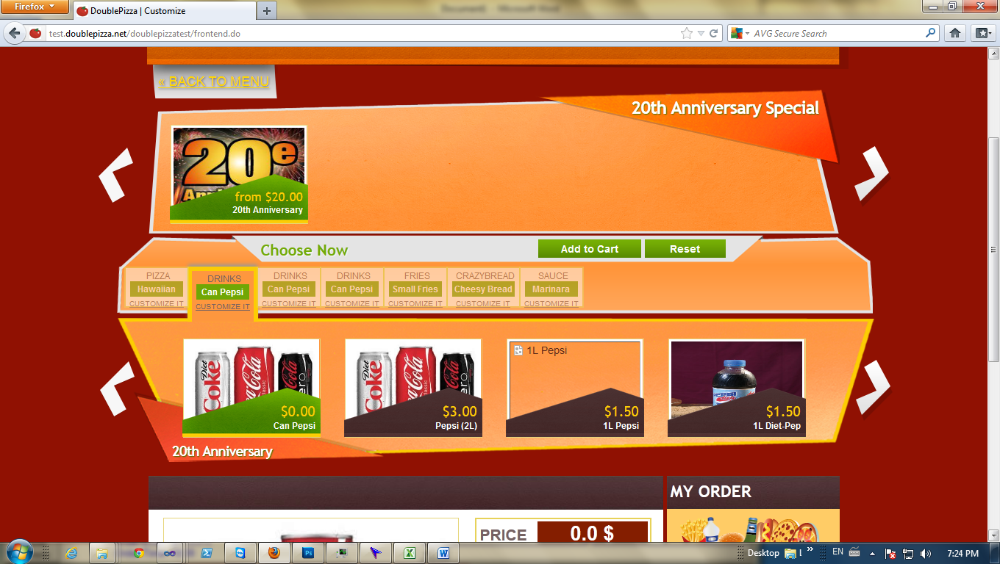 Firefox
DoublePizza | Customize
test.doublepizza.net/doublepizzatest/frontend.do
AVG Secure Search
« BACK TO MENU
20th Anniversary Special
20e
from $20.00
20th Anniversary
Choose Now
Add to Cart
Reset
PIZZA
Hawaiian
CUSTOMIZE IT
DRINKS
Can Pepsi
CUSTOMIZE IT
DRINKS
Can Pepsi
CUSTOMIZE IT
DRINKS
Can Pepsi
CUSTOMIZE IT
FRIES
Small Fries
CUSTOMIZE IT
CRAZYBREAD
Cheesy Bread
CUSTOMIZE IT
SAUCE
Marinara
CUSTOMIZE IT
Diet Coke
Coca-Cola
classic
$0.00
Can Pepsi
Diet Coke
Coca-Cola
classic
$3.00
Pepsi (2L)
1L Pepsi
$1.50
1L Pepsi
$1.50
1L Diet-Pep
20th Anniversary
MY ORDER
PRICE
0.0 $
Desktop
EN
7:24 PM